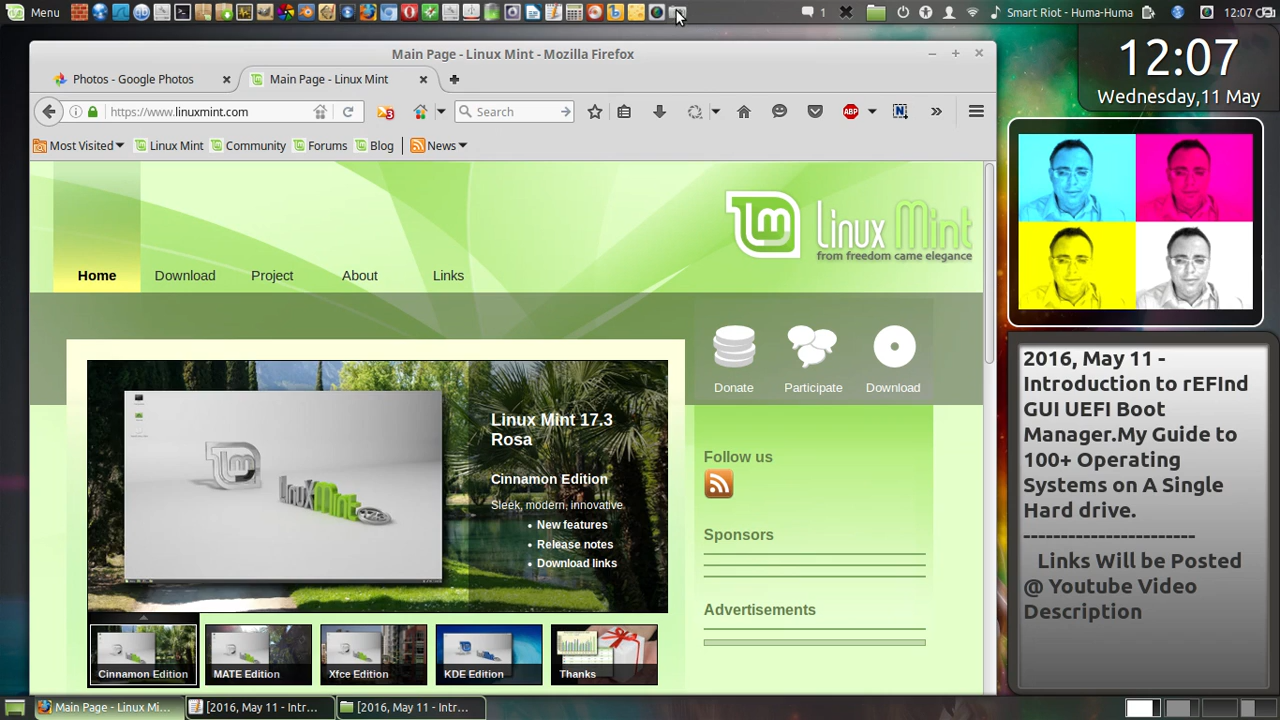 Menu
1
Smart Riot - Huma-Huma
12:07
Main Page - Linux Mint - Mozilla Firefox
Photos - Google Photos
Main Page - Linux Mint
https://www.linuxmint.com
3
Search
ABP
N
Most Visited
Linux Mint
Community
Forums
Blog
News
Linux Mint
from freedom came elegance
Home
Download
Project
About
Links
Donate
Participate
Download
Linux Mint 17.3
Rosa
Cinnamon Edition
Sleek, modern, innovative.
• New features
• Release notes
• Download links
Cinnamon Edition
MATE Edition
Xfce Edition
KDE Edition
Thanks
Follow us
Sponsors
Advertisements
12:07
Wednesday,11 May
2016, May 11 -
Introduction to rEFInd
GUI UEFI Boot
Manager.My Guide to
100+ Operating
Systems on A Single
Hard drive.
-----------------------
Links Will be Posted
@ Youtube Video
Description
Main Page - Linux Mi...
[2016, May 11 - Intr...
[2016, May 11 - Intr...